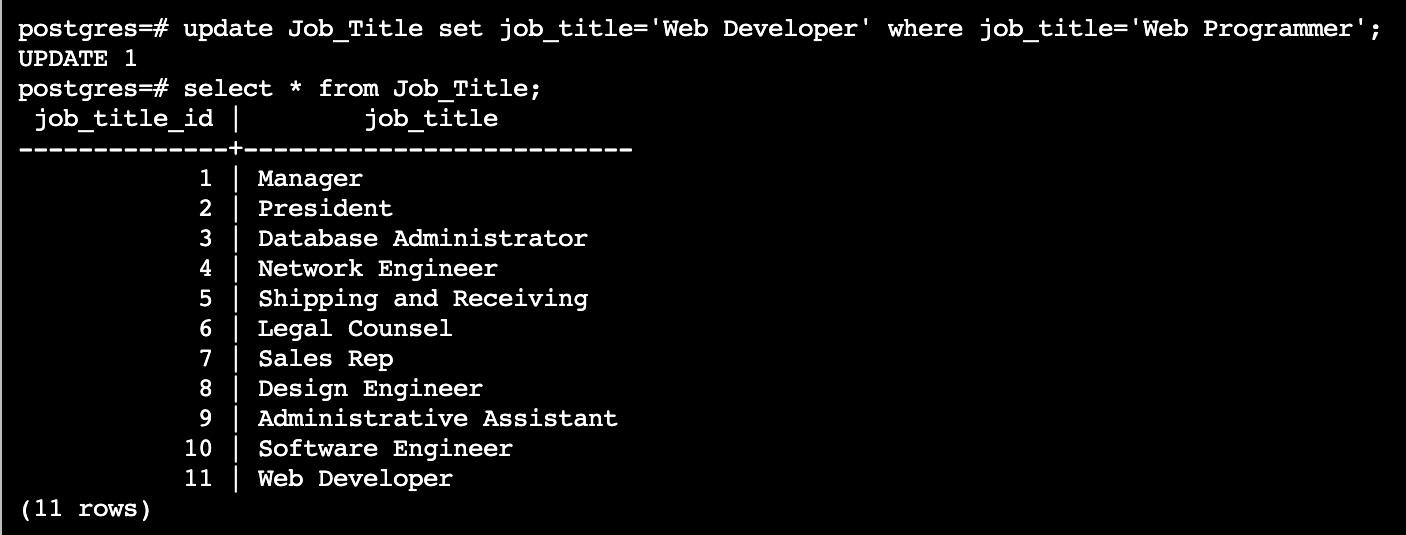 postgres=# update Job_Title set job_title='Web Developer' where job_title='Web Programmer';
UPDATE 1
postgres=# select * from Job_Title;
 job_title_id |        job_title
--------------+--------------------------
            1 | Manager
            2 | President
            3 | Database Administrator
            4 | Network Engineer
            5 | Shipping and Receiving
            6 | Legal Counsel
            7 | Sales Rep
            8 | Design Engineer
            9 | Administrative Assistant
           10 | Software Engineer
           11 | Web Developer
(11 rows)